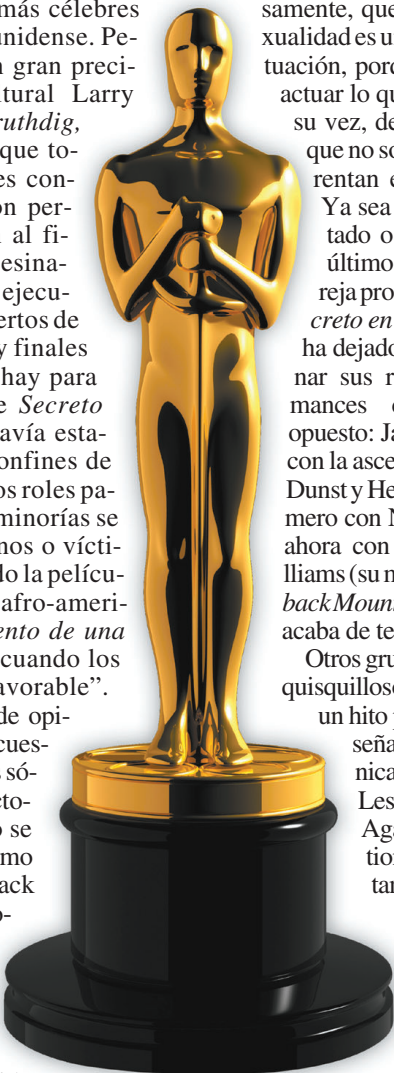 más célebres
unidense. Pe-
gran preci-
tural Larry
ruthdig,
que to-
es con-
on per-
al fi-
esina-
ejecu-
ertos de
y finales
hay para
e Secreto
avía esta-
onfines de
os roles pa-
minorías se
nos o vícti-
do la pelícu-
afro-ameri-
ento de una
cuando los
avorable”.
de opi-
cues-
só-
cto-
o se
mo
ack
o-
samente, que
xualidad es u
tuación, porq
actuar lo qu
su vez, de
que no so
rentan e
Ya sea
tado o
último
reja pro
creto en
ha dejado
nar sus r
mances
opuesto: Ja
con la asce
Dunst y He
mero con N
ahora con
lliams (su m
back Moun
acaba de te
Otros gru
quisquilloso
un hito p
seña
nica
Les
Aga
tion
tan